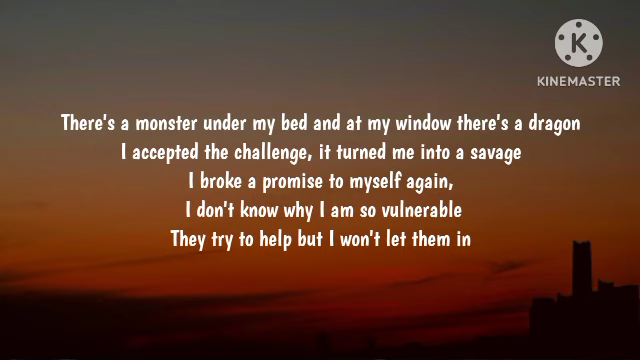 KINEMASTER
There's a monster under my bed and at my window there's a dragon
I accepted the challenge, it turned me into a savage
I broke a promise to myself again,
I don't know why I am so vulnerable
They try to help but I won't let them in